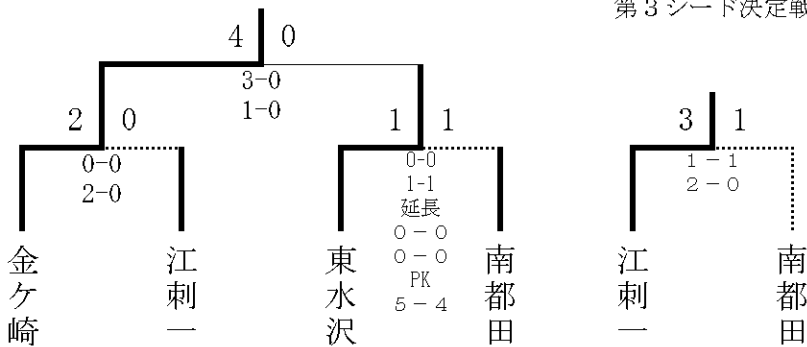 第3シード決定戦
4 0
3-0
1-0
2 0
0-0
2-0
1 1
0-0
1-1
延長
０－０
０－０
PK
５－４
3 1
１－１
２－０
金ケ崎
江刺一
東水沢
南都田
江刺一
南都田